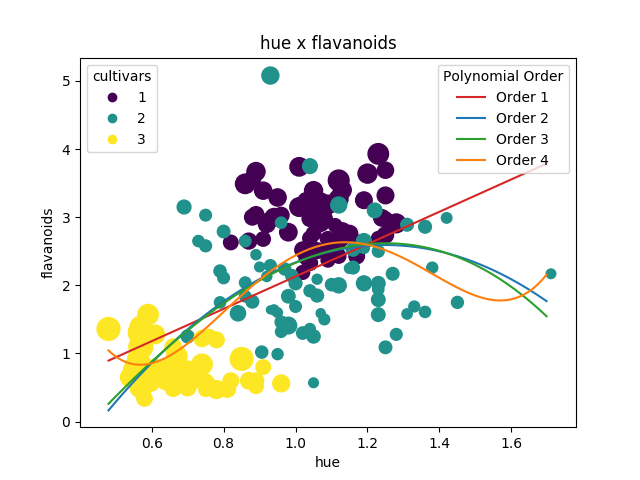 hue x flavanoids
cultivars
1
2
3
Polynomial Order
Order 1
Order 2
Order 3
Order 4
flavanoids
5
4
3
2
1
0
0.6 0.8 1.0 1.2 1.4 1.6
hue